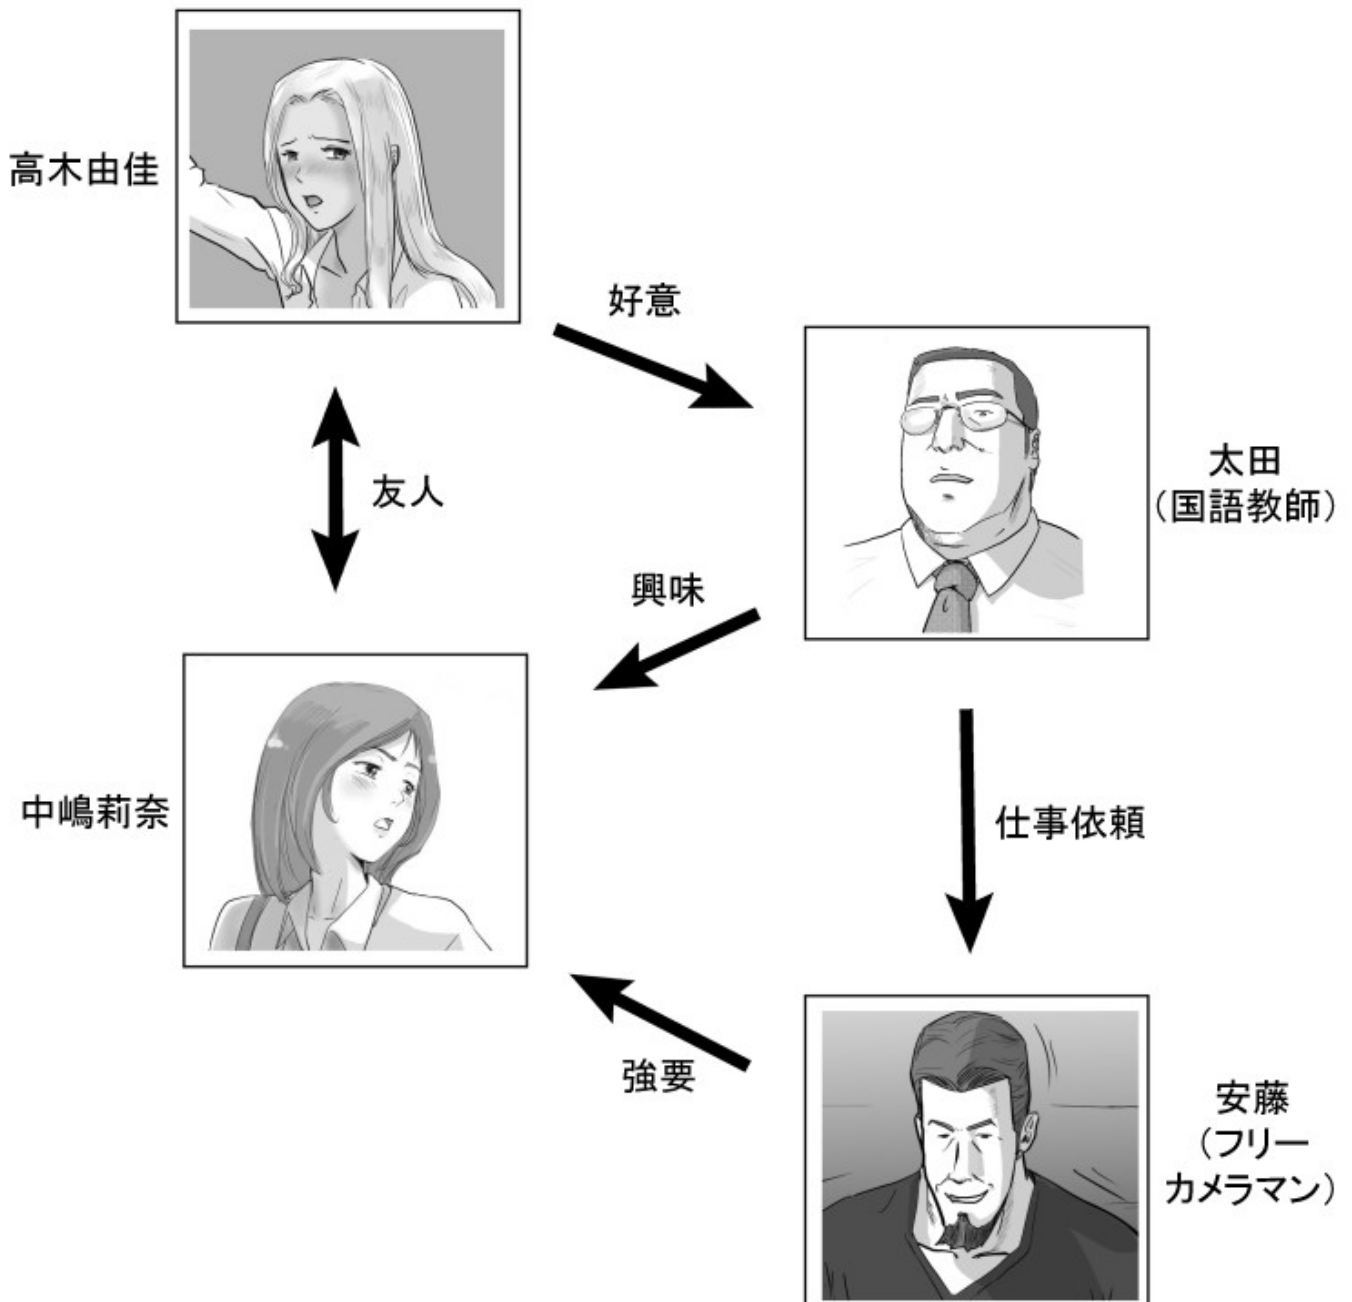 高木由佳
好意
太田
（国語教師）
友人
興味
中嶋莉奈
仕事依頼
強要
安藤
（フリー
カメラマン）